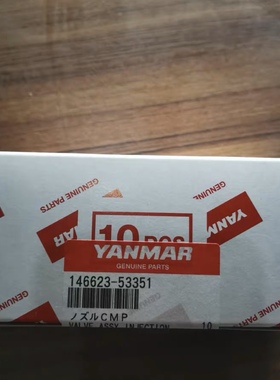 GENUINE PARTS
YANMAR
GENUINE PARTS
10 PCS
YANMAR
GENUINE PARTS
146623-53351
ノズルCMP
VALVE ASSY,INJECTION
10